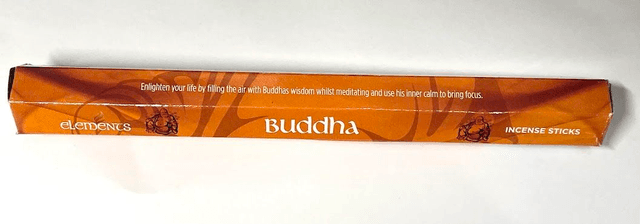 Enlighten your life by filling the air with Buddhas wisdom whilst meditating and use his inner calm to bring focus.
eLeMENTS BuddhA INCENSE STICKS